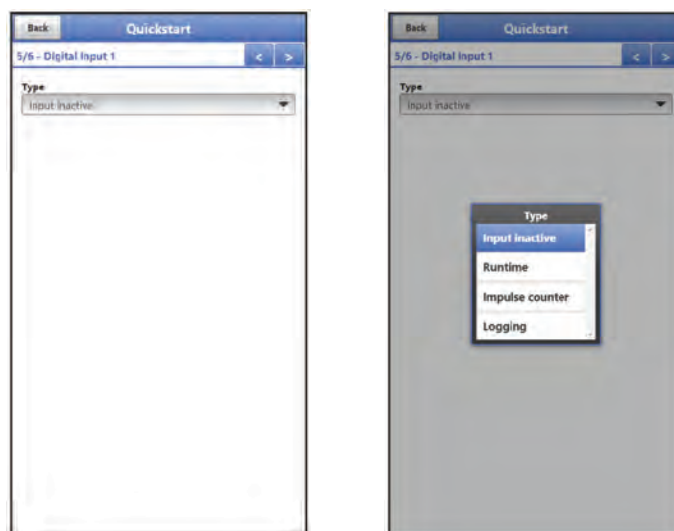 Back Quickstart
5/6 - Digital Input 1 < >
Type
Input inactive
Back Quickstart
5/6 - Digital Input 1 < >
Type
Input inactive
Type
Input inactive
Runtime
Impulse counter
Logging